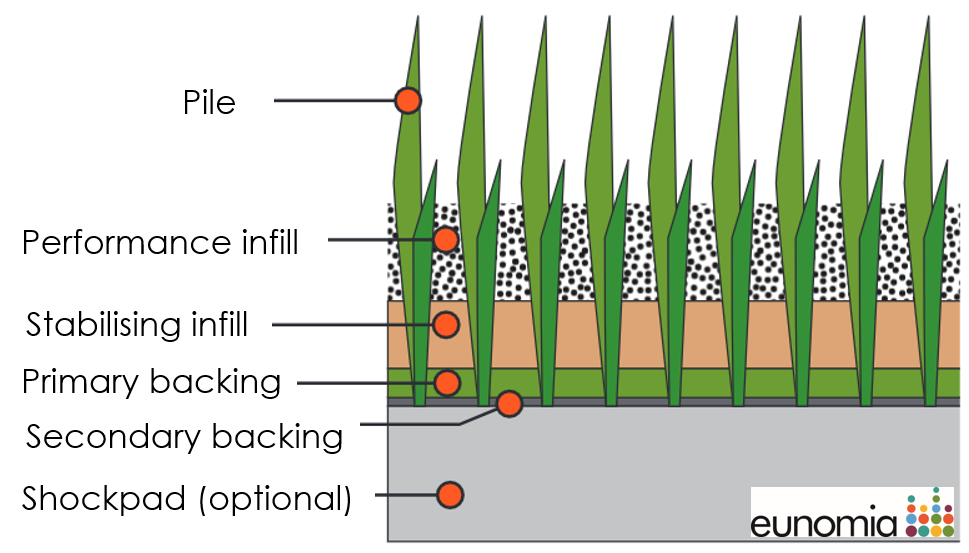 Pile
Performance infill
Stabilising infill
Primary backing
Secondary backing
Shockpad (optional)
eunomia